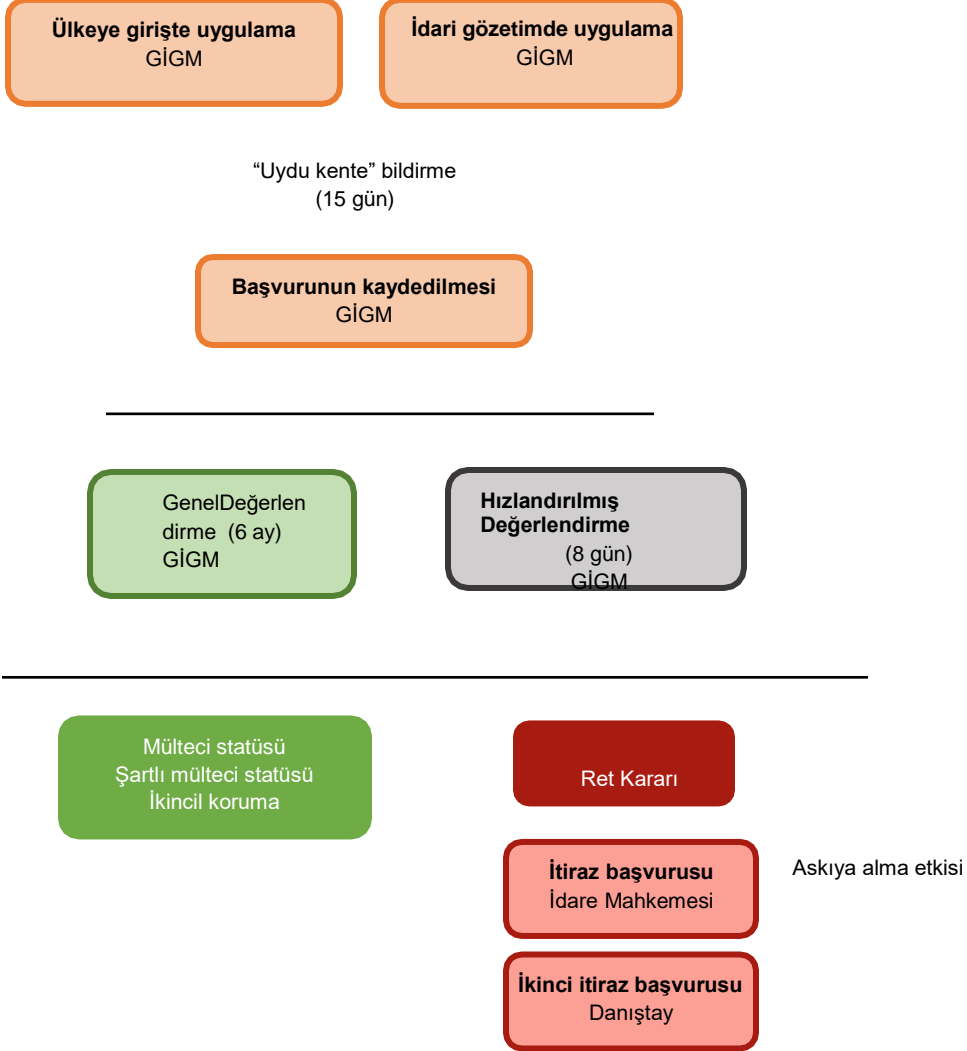 Ülkeye girişte uygulama
GİGM
İdari gözetimde uygulama
GİGM
“Uydu kente” bildirme
(15 gün)
Başvurunun kaydedilmesi
GİGM
GenelDeğerlen
dirme (6 ay)
GİGM
Hızlandırılmış
Değerlendirme
(8 gün)
GİGM
Mülteci statüsü
Şartlı mülteci statüsü
İkincil koruma
Ret Kararı
İtiraz başvurusu
İdare Mahkemesi
Askıya alma etkisi
İkinci itiraz başvurusu
Danıştay